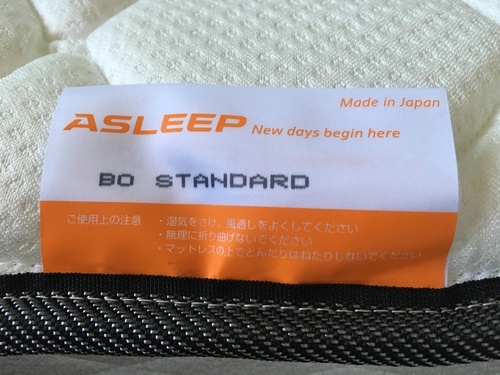 Made in Japan
ASLEEP New days begin here
BO STANDARD
ご使用上の注意 ・湿気をさけ、風通しをよくしてください
・無理に折り曲げないでください
・マットレスの上でとんだりはねたりしないでください